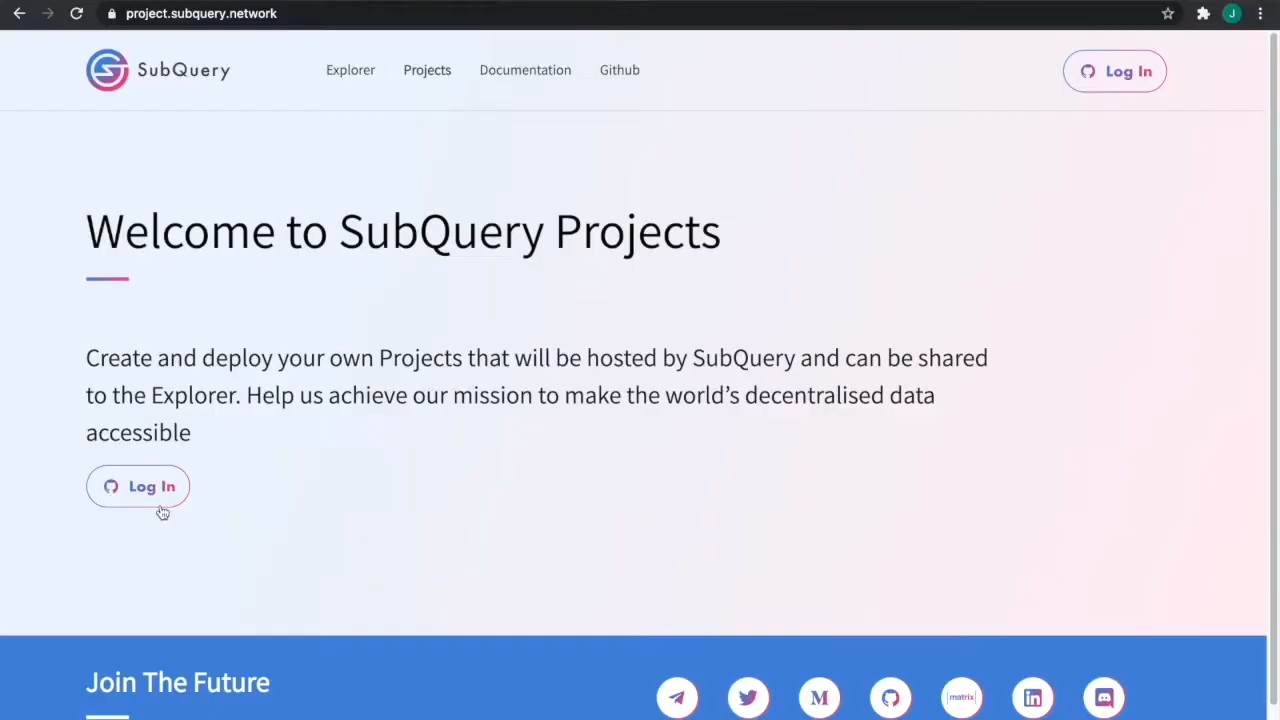 project.subquery.network
J
SubQuery
Explorer
Projects
Documentation
Github
Log In
Welcome to SubQuery Projects
Create and deploy your own Projects that will be hosted by SubQuery and can be shared
to the Explorer. Help us achieve our mission to make the world’s decentralised data
accessible
Log In
Join The Future
M
matrix
in